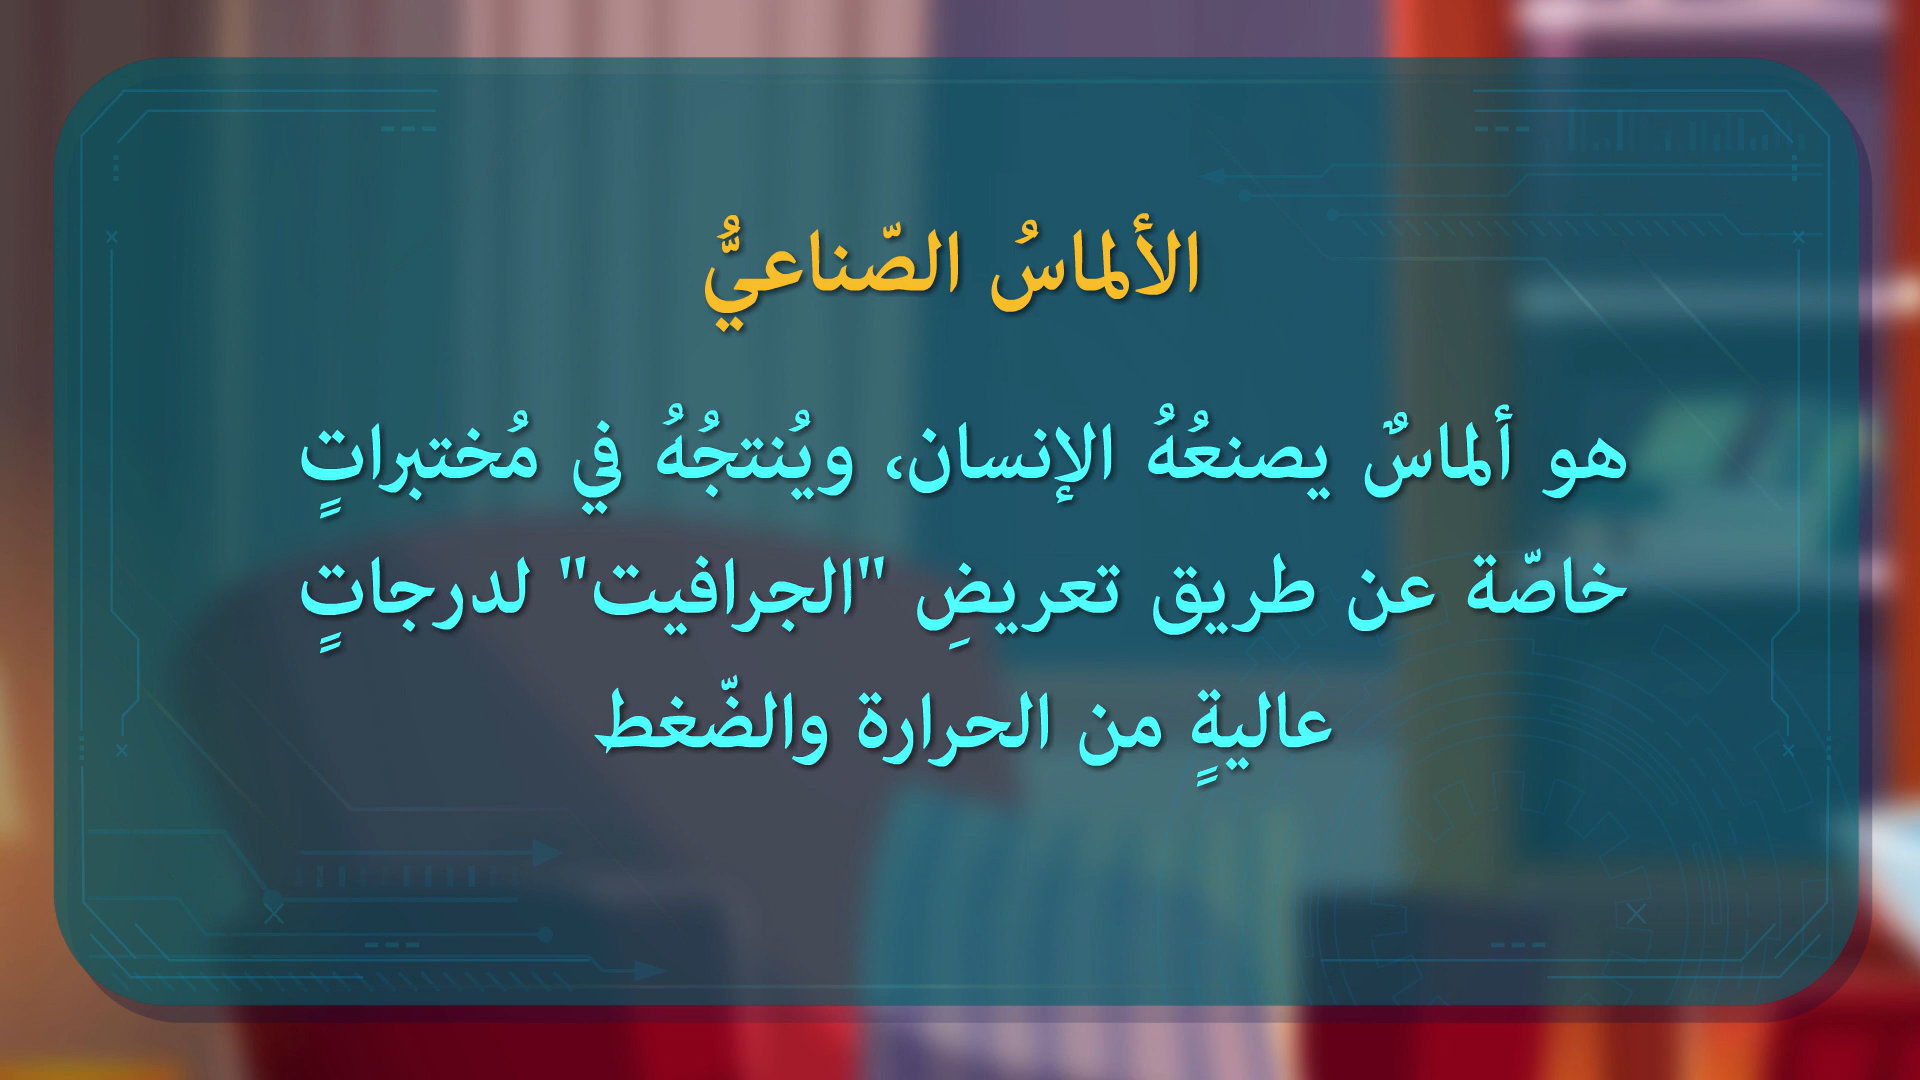 الألماسُ الصّناعيُّ
هو ألماسٌ يصنعُهُ الإنسان، ويُنتجُهُ في مُختبراتٍ
خاصّة عن طريق تعريضِ "الجرافيت" لدرجاتٍ
عاليةٍ من الحرارة والضّغط